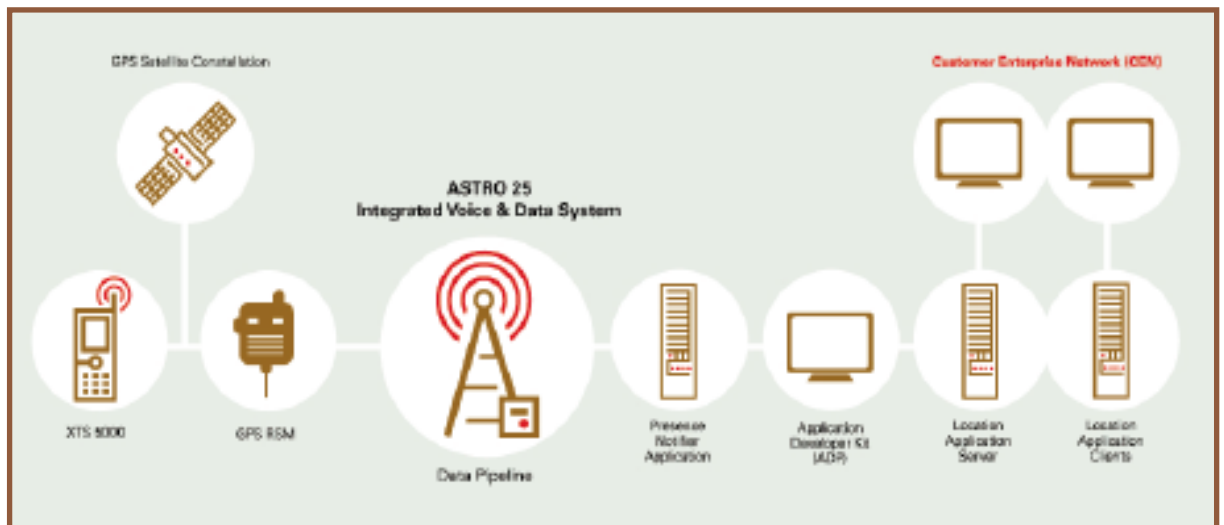 GPS Satellite Constellation
Customer Enterprise Network (CEN)
ASTRO 25
Integrated Voice & Data System
XTS 5000
GPS RSM
Data Pipeline
Presence
Notifier
Application
Application
Developer Kit
Location
Application
Server
Location
Application
Clients